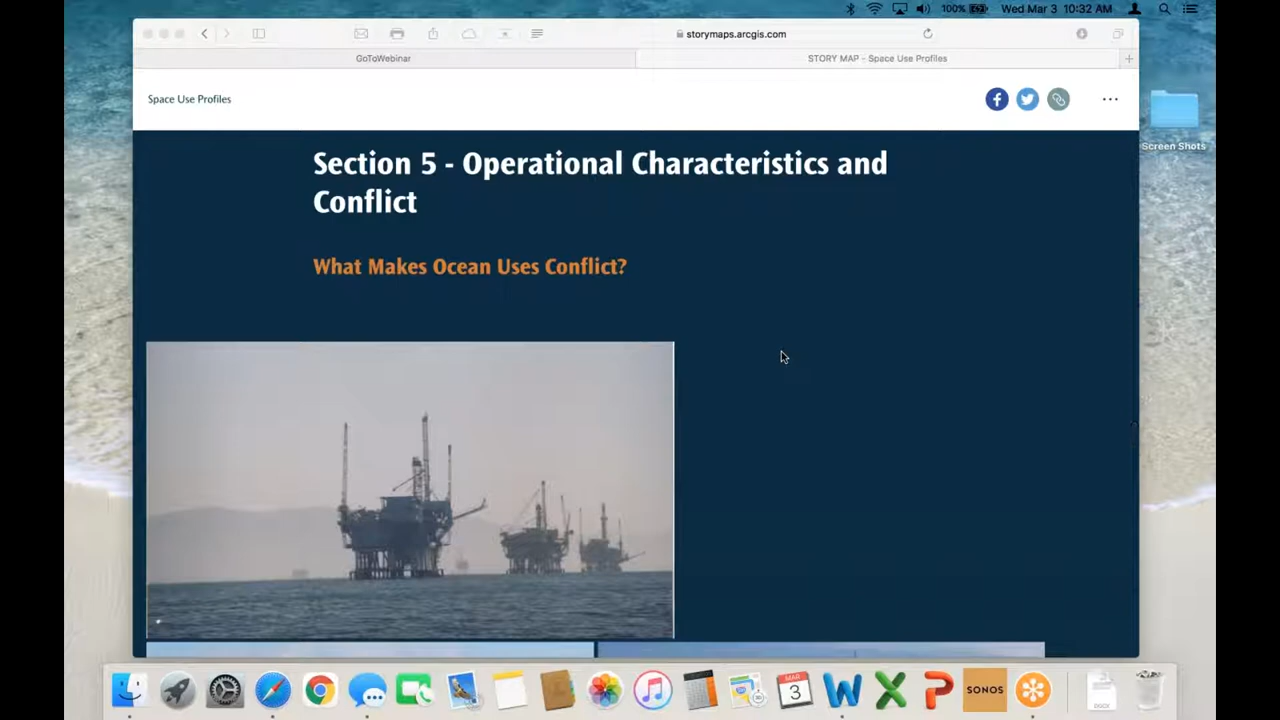 100%
Wed Mar 3 10:32 AM
storymaps.arcgis.com
GoToWebinar
STORY MAP - Space Use Profiles
Space Use Profiles
Screen Shots
Section 5 - Operational Characteristics and
Conflict
What Makes Ocean Uses Conflict?
MAR
3
SONOS
DOCX